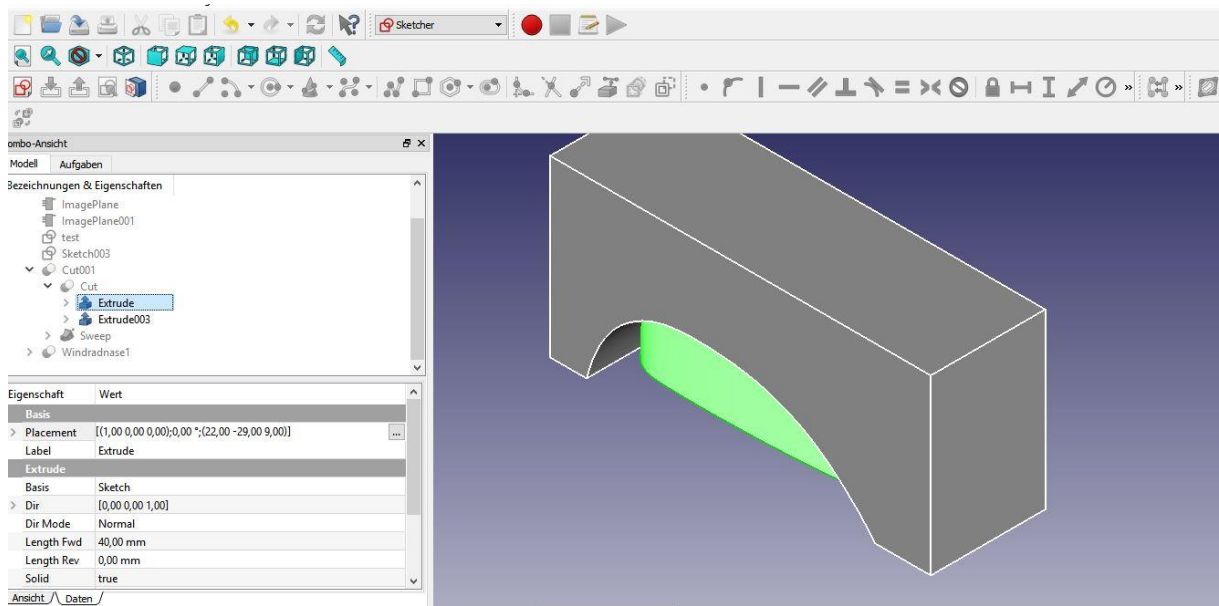 Sketcher
ombo-Ansicht
Modell Aufgaben
Bezeichnungen & Eigenschaften
ImagePlane
ImagePlane001
test
Sketch003
Cut001
Cut
Extrude
Extrude003
Sweep
Windradnase1
Eigenschaft Wert
Basis
Placement [(1,00 0,00 0,00);0,00 °;(22,00 -29,00 9,00)] ...
Label Extrude
Extrude
Basis Sketch
Dir [0,00 0,00 1,00]
Dir Mode Normal
Length Fwd 40,00 mm
Length Rev 0,00 mm
Solid true
Ansicht Daten